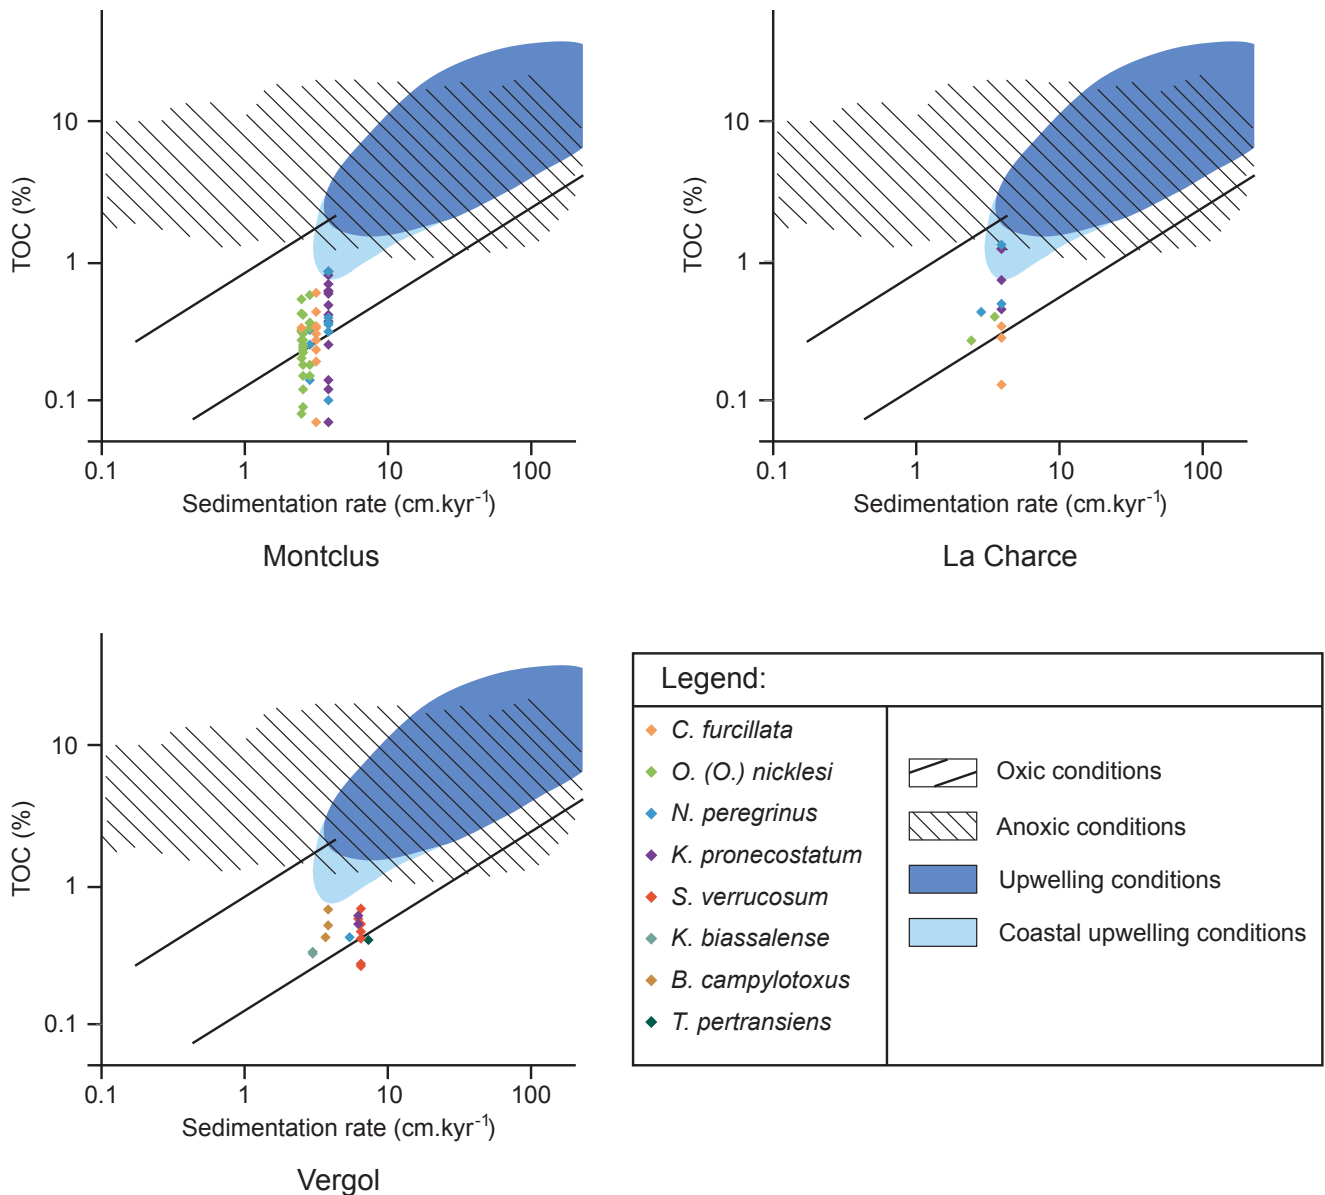 TOC (%)
10
1
0.1
0.1
1
10
100
Sedimentation rate (cm.kyr⁻¹)
Montclus
TOC (%)
10
1
0.1
0.1
1
10
100
Sedimentation rate (cm.kyr⁻¹)
La Charce
TOC (%)
10
1
0.1
0.1
1
10
100
Sedimentation rate (cm.kyr⁻¹)
Vergol
Legend:
C. furcillata
O. (O.) nicklesi
N. peregrinus
K. pronecostatum
S. verrucosum
K. biassalense
B. campylotoxus
T. pertransiens
Oxic conditions
Anoxic conditions
Upwelling conditions
Coastal upwelling conditions